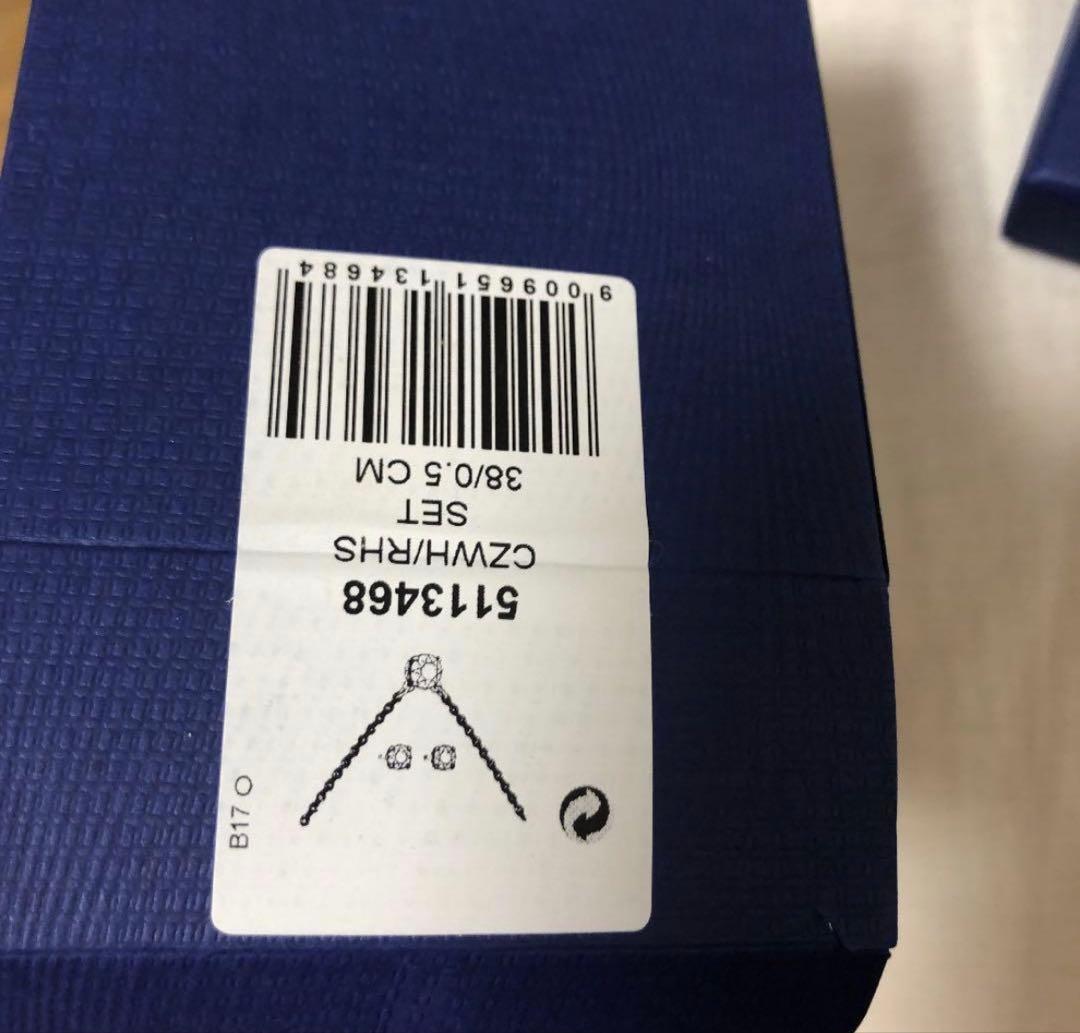 B17 O
5113468
CZWH/RHS
SET
38/0.5 CM
9 009651 134684